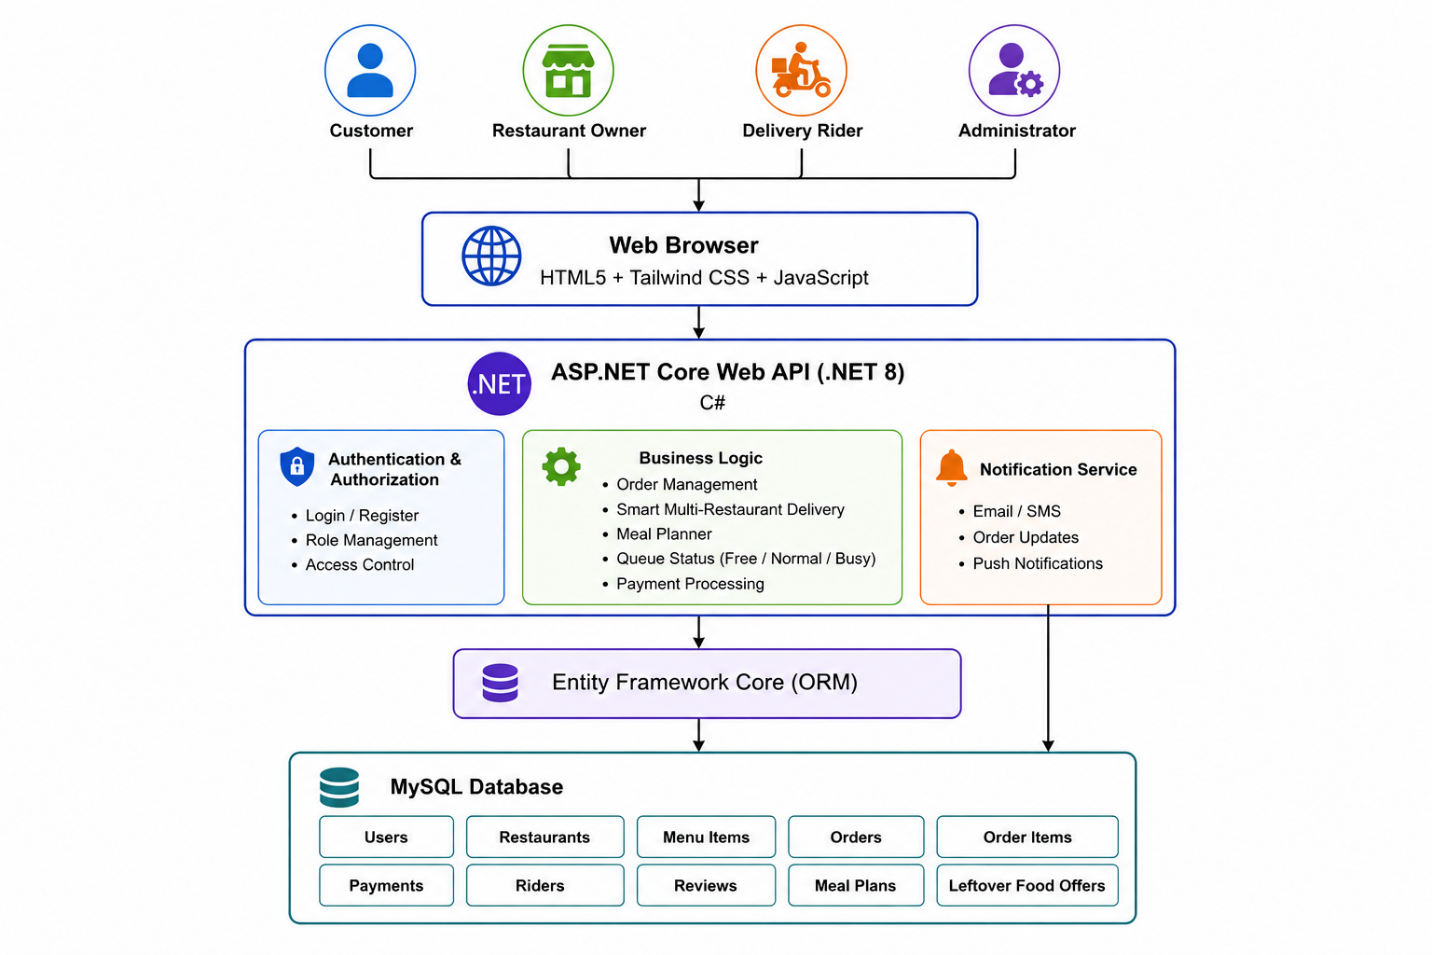 Customer
Restaurant Owner
Delivery Rider
Administrator
Web Browser
HTML5 + Tailwind CSS + JavaScript
.NET
ASP.NET Core Web API (.NET 8)
C#
Authentication &
Authorization
• Login / Register
• Role Management
• Access Control
Business Logic
• Order Management
• Smart Multi-Restaurant Delivery
• Meal Planner
• Queue Status (Free / Normal / Busy)
• Payment Processing
Notification Service
• Email / SMS
• Order Updates
• Push Notifications
Entity Framework Core (ORM)
MySQL Database
Users
Restaurants
Menu Items
Orders
Order Items
Payments
Riders
Reviews
Meal Plans
Leftover Food Offers